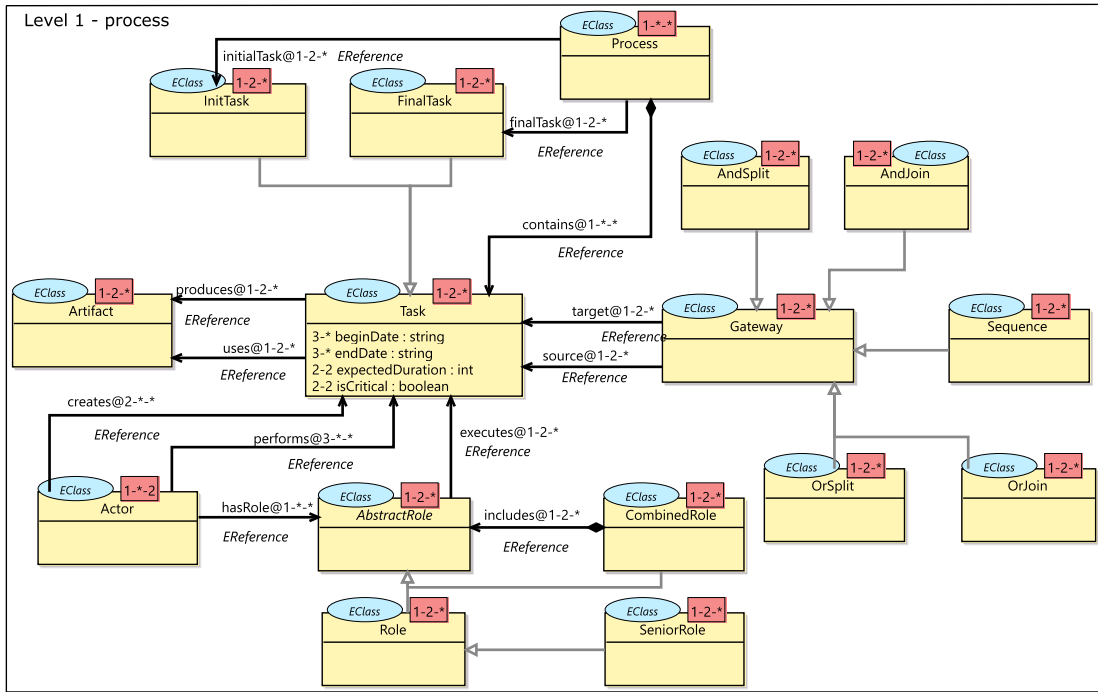 Level 1 - process
EClass 1-*-*
Process
initialTask@1-2-* EReference
EClass 1-2-*
InitTask
EClass 1-2-*
FinalTask
finalTask@1-2-*
EReference
EClass 1-2-*
AndSplit
1-2-* EClass
AndJoin
contains@1-*-*
EReference
EClass 1-2-*
Artifact
produces@1-2-*
EReference
uses@1-2-*
EReference
EClass 1-2-*
Task
3-* beginDate : string
3-* endDate : string
2-2 expectedDuration : int
2-2 isCritical : boolean
target@1-2-*
EReference
source@1-2-*
EReference
EClass 1-2-*
Gateway
EClass 1-2-*
Sequence
creates@2-*-*
EReference
performs@3-*-*
EReference
executes@1-2-*
EReference
EClass 1-2-*
OrSplit
EClass 1-2-*
OrJoin
EClass 1-*-2
Actor
hasRole@1-*-*
EReference
EClass 1-2-*
AbstractRole
includes@1-2-*
EReference
EClass 1-2-*
CombinedRole
EClass 1-2-*
Role
EClass 1-2-*
SeniorRole